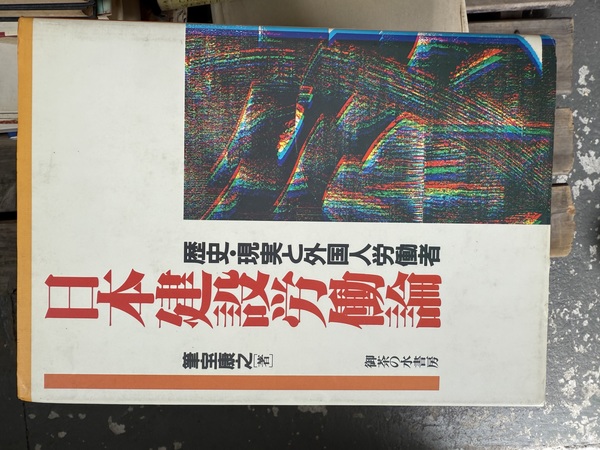 歴史・現実と外国人労働者
日本建設労働論
筆宝康之[著]
御茶の水書房